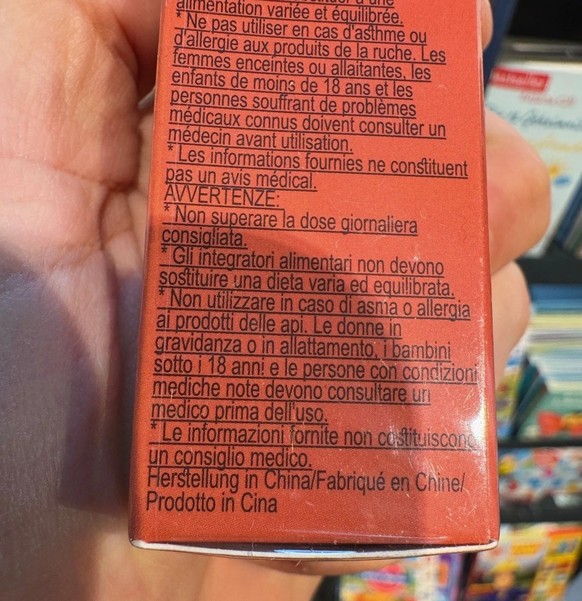 alimentation variée et équilibrée.
* Ne pas utiliser en cas d'asthme ou
d'allergie aux produits de la ruche. Les
femmes enceintes ou allaitantes, les
enfants de moins de 18 ans et les
personnes souffrant de problèmes
médicaux connus doivent consulter un
médecin avant utilisation.
* Les informations fournies ne constituent
pas un avis médical.
AVVERTENZE:
* Non superare la dose giornaliera
consigliata.
* Gli integratori alimentari non devono
sostituire una dieta varia ed equilibrata.
* Non utilizzare in caso di asma o allergia
ai prodotti delle api. Le donne in
gravidanza o in allattamento, i bambini
sotto i 18 anni e le persone con condizioni
mediche note devono consultare un
medico prima dell'uso.
* Le informazioni fornite non costituiscono
un consiglio medico.
Herstellung in China/Fabriqué en Chine/
Prodotto in Cina